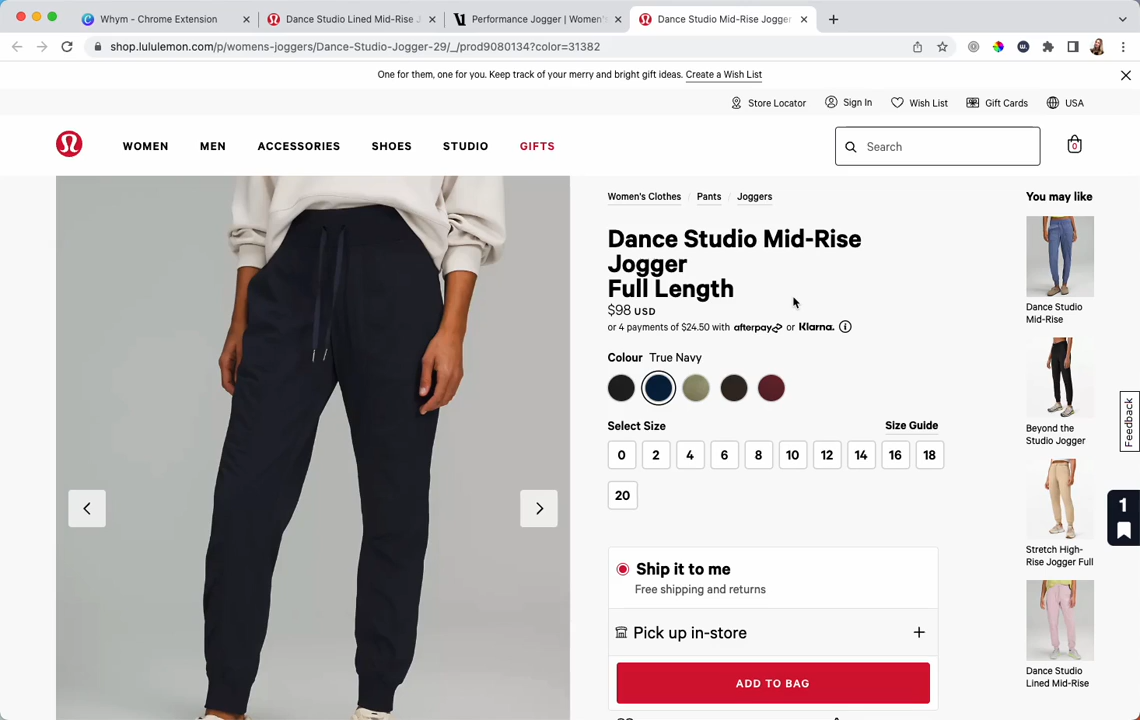 Whym - Chrome Extension
Dance Studio Lined Mid-Rise J
Performance Jogger | Women'
Dance Studio Mid-Rise Jogger
shop.lululemon.com/p/womens-joggers/Dance-Studio-Jogger-29/_/prod9080134?color=31382
One for them, one for you. Keep track of your merry and bright gift ideas. Create a Wish List
Store Locator
Sign In
Wish List
Gift Cards
USA
WOMEN
MEN
ACCESSORIES
SHOES
STUDIO
GIFTS
Search
0
Women's Clothes / Pants / Joggers
Dance Studio Mid-Rise
Jogger
Full Length
$98 USD
or 4 payments of $24.50 with afterpay or Klarna.
Colour True Navy
Select Size
Size Guide
0 2 4 6 8 10 12 14 16 18
20
Ship it to me
Free shipping and returns
Pick up in-store
ADD TO BAG
You may like
Dance Studio
Mid-Rise
Beyond the
Studio Jogger
Stretch High-
Rise Jogger Full
Dance Studio
Lined Mid-Rise
Feedback
1